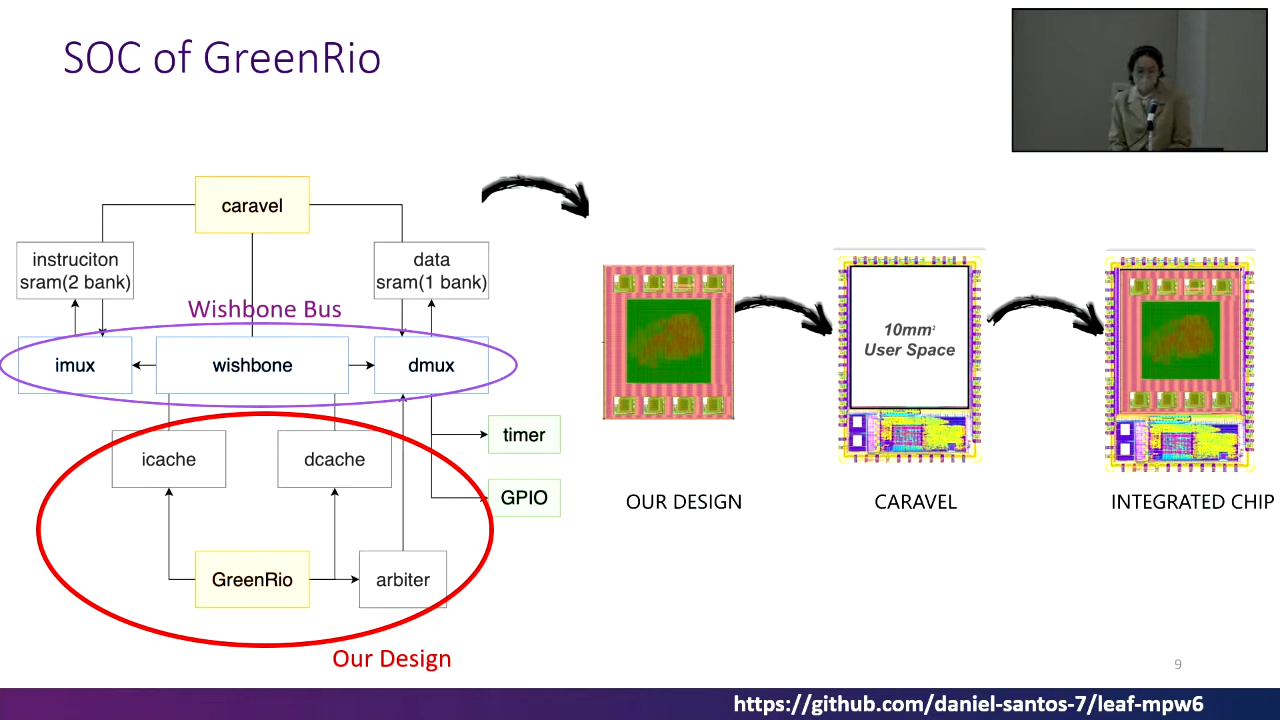 SOC of GreenRio
caravel
instruciton
sram(2 bank)
data
sram(1 bank)
Wishbone Bus
imux
wishbone
dmux
icache
dcache
timer
GPIO
GreenRio
arbiter
Our Design
10mm²
User Space
OUR DESIGN
CARAVEL
INTEGRATED CHIP
9
https://github.com/daniel-santos-7/leaf-mpw6